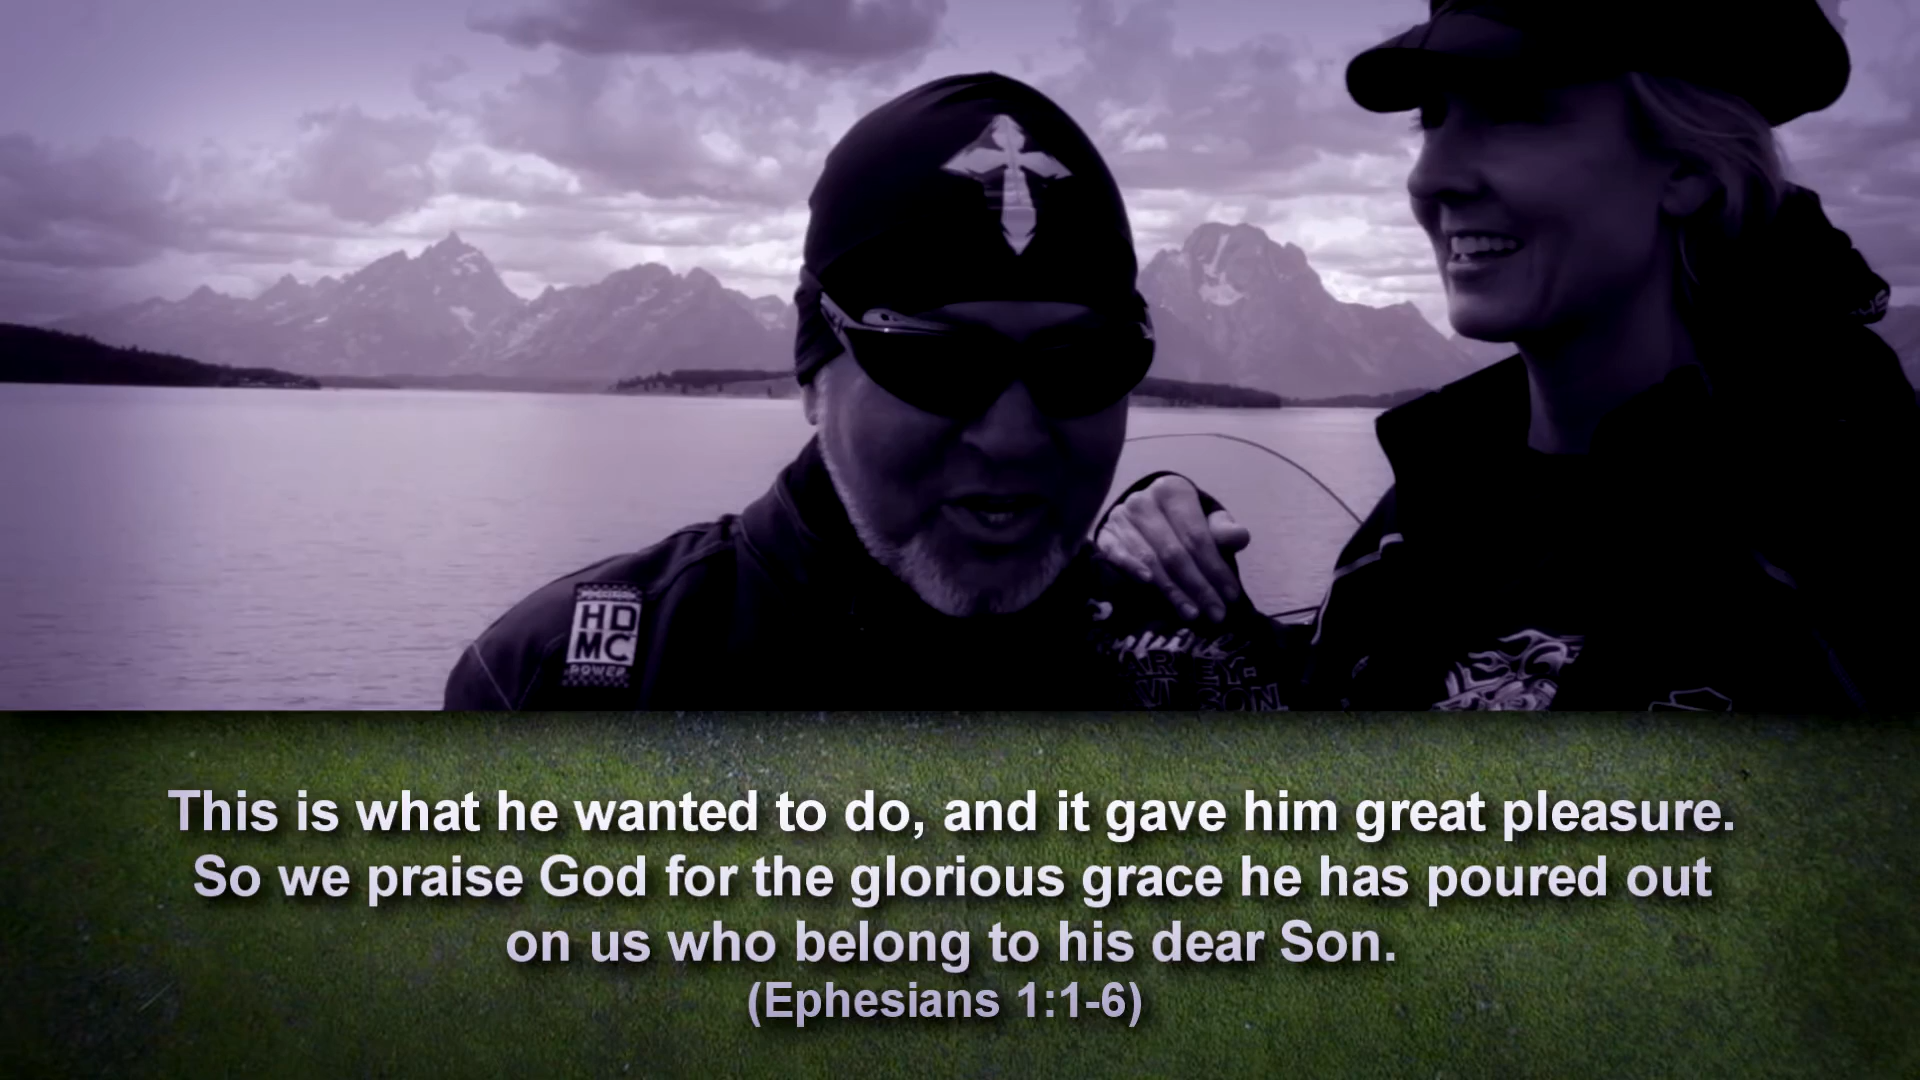 HD
MC
POWER
This is what he wanted to do, and it gave him great pleasure.
So we praise God for the glorious grace he has poured out
on us who belong to his dear Son.
(Ephesians 1:1-6)